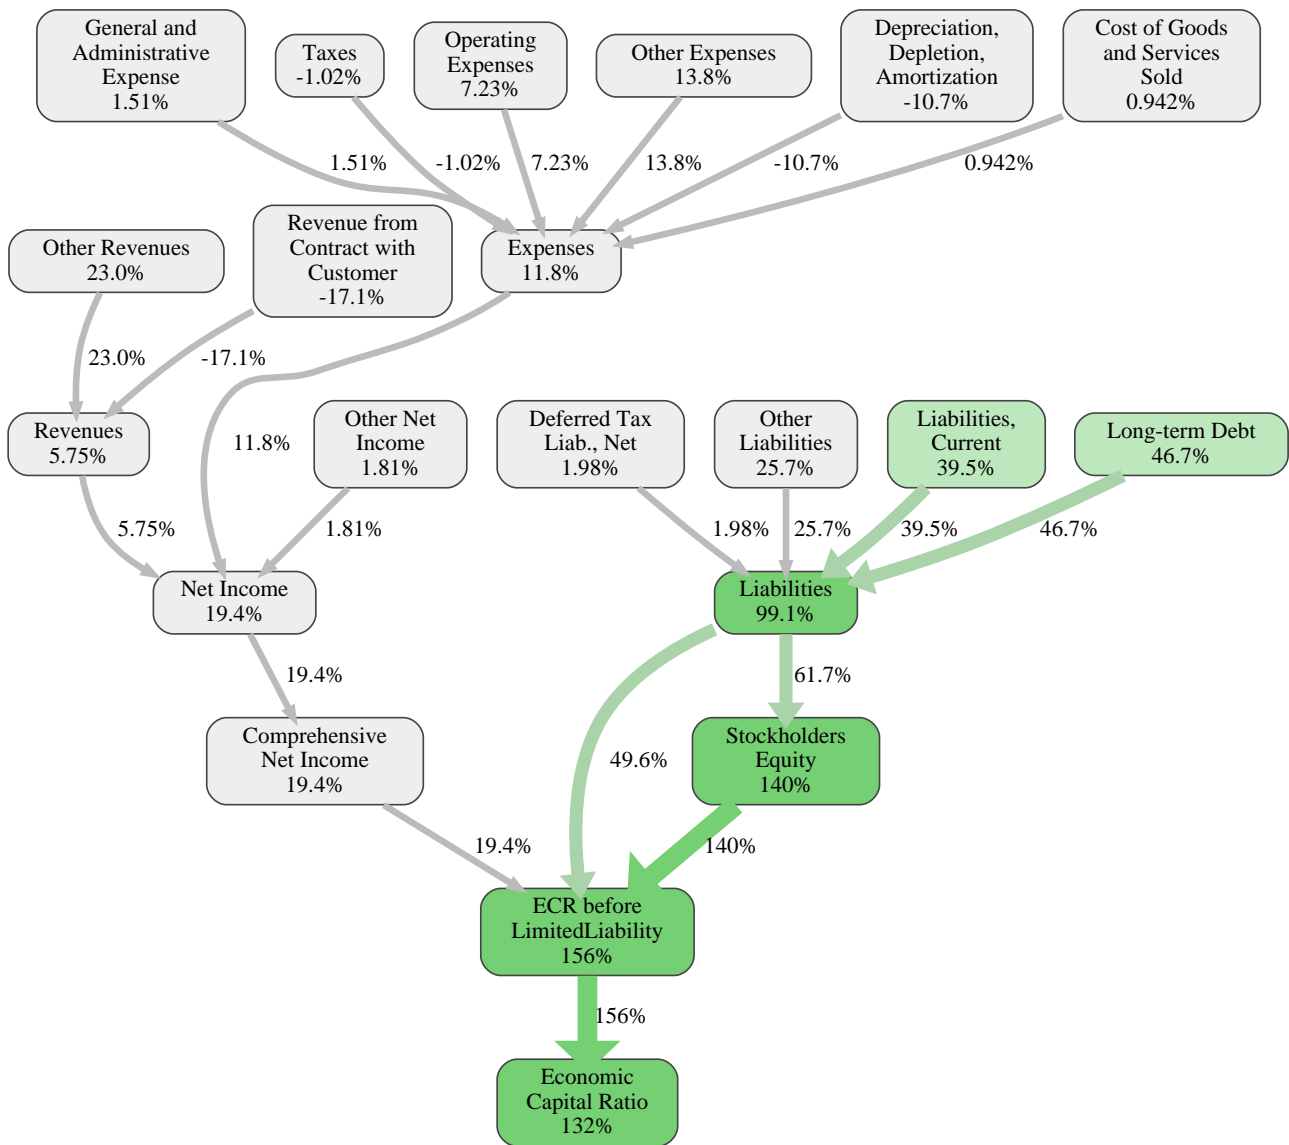 General and
Administrative
Expense
1.51%
Taxes
-1.02%
Operating
Expenses
7.23%
Other Expenses
13.8%
Depreciation,
Depletion,
Amortization
-10.7%
Cost of Goods
and Services
Sold
0.942%
1.51%
-1.02%
7.23%
13.8%
-10.7%
0.942%
Other Revenues
23.0%
Revenue from
Contract with
Customer
-17.1%
Expenses
11.8%
23.0%
-17.1%
11.8%
Revenues
5.75%
Other Net
Income
1.81%
Deferred Tax
Liab., Net
1.98%
Other
Liabilities
25.7%
Liabilities,
Current
39.5%
Long-term Debt
46.7%
5.75%
1.81%
1.98%
25.7%
39.5%
46.7%
Net Income
19.4%
Liabilities
99.1%
19.4%
61.7%
Comprehensive
Net Income
19.4%
49.6%
Stockholders
Equity
140%
19.4%
140%
ECR before
LimitedLiability
156%
156%
Economic
Capital Ratio
132%